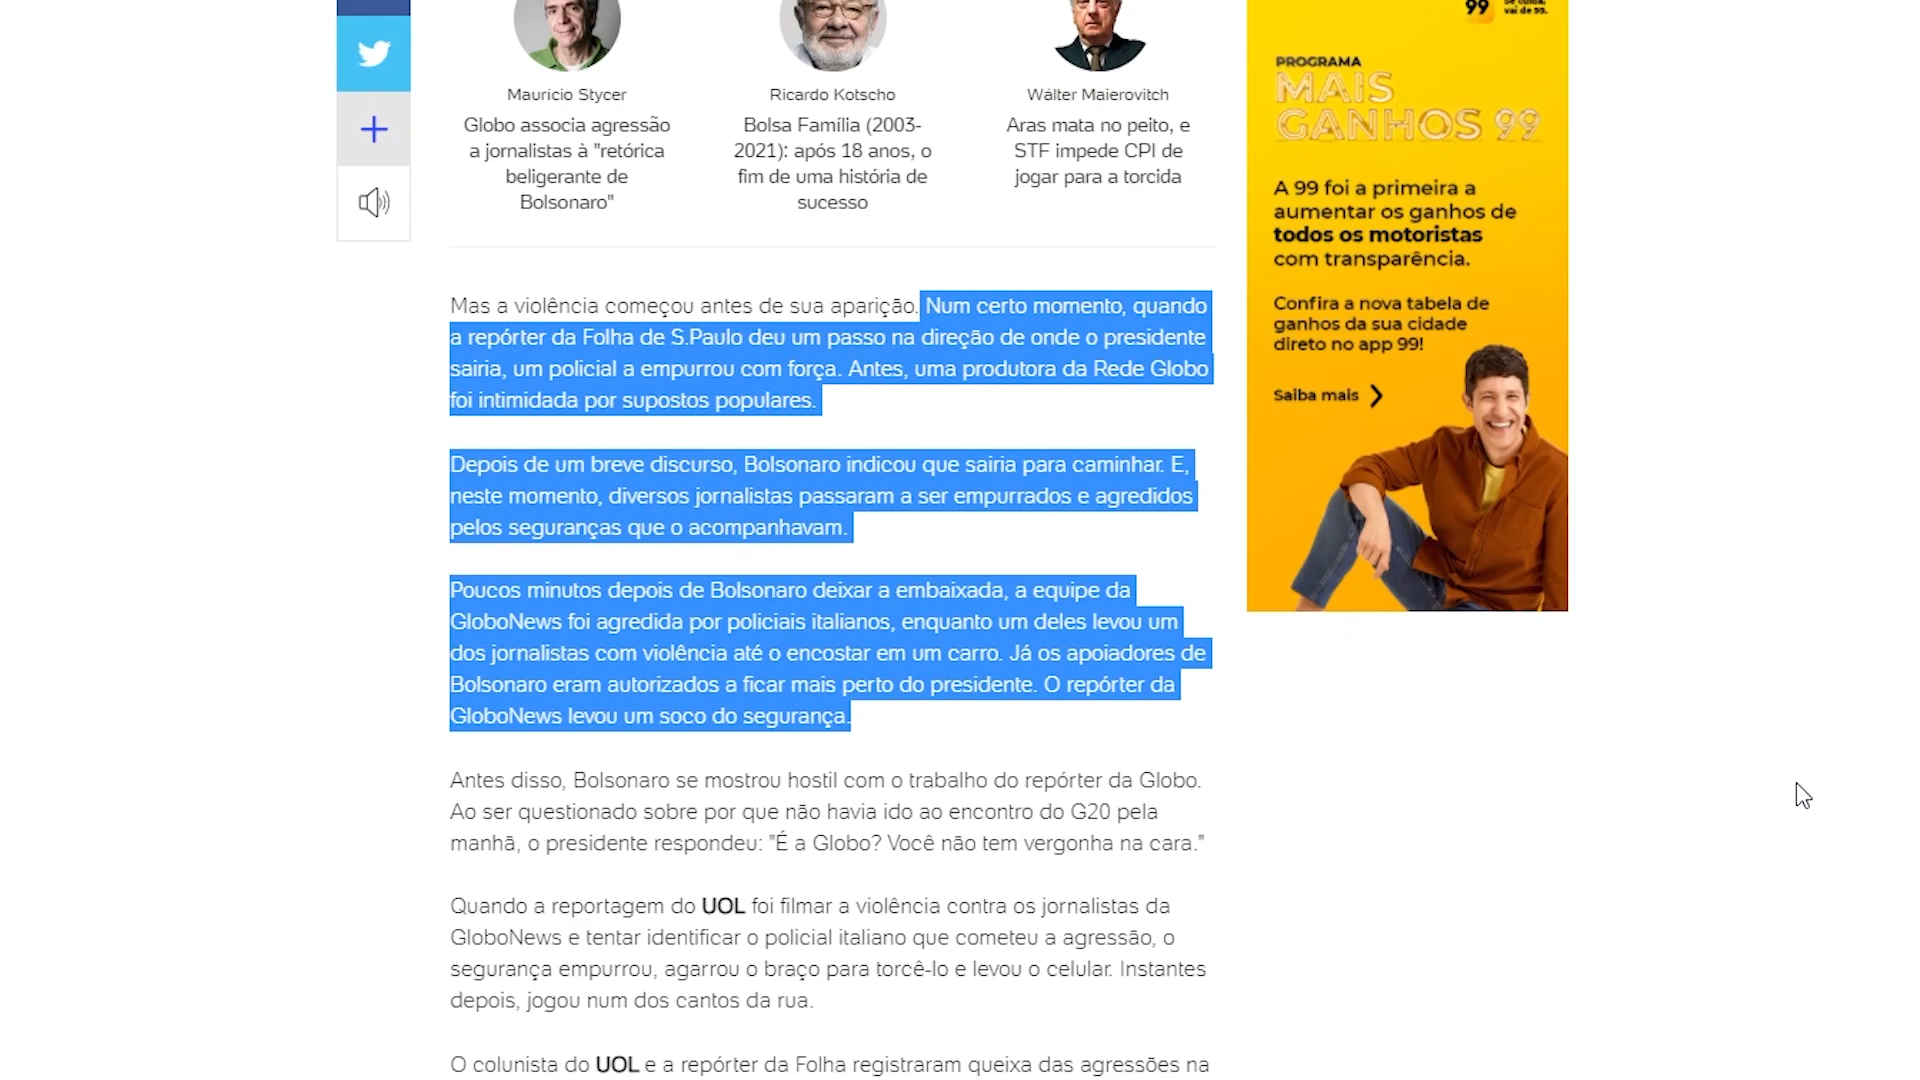 Mauricio Stycer
Globo associa agressão
a jornalistas à "retórica
beligerante de
Bolsonaro"
Ricardo Kotscho
Bolsa Família (2003-
2021): após 18 anos, o
fim de uma história de
sucesso
Wálter Maierovitch
Aras mata no peito, e
STF impede CPI de
jogar para a torcida
Mas a violência começou antes de sua aparição. Num certo momento, quando
a repórter da Folha de S.Paulo deu um passo na direção de onde o presidente
sairia, um policial a empurrou com força. Antes, uma produtora da Rede Globo
foi intimidada por supostos populares.
Depois de um breve discurso, Bolsonaro indicou que sairia para caminhar. E,
neste momento, diversos jornalistas passaram a ser empurrados e agredidos
pelos seguranças que o acompanhavam.
Poucos minutos depois de Bolsonaro deixar a embaixada, a equipe da
GloboNews foi agredida por policiais italianos, enquanto um deles levou um
dos jornalistas com violência até o encostar em um carro. Já os apoiadores de
Bolsonaro eram autorizados a ficar mais perto do presidente. O repórter da
GloboNews levou um soco do segurança.
Antes disso, Bolsonaro se mostrou hostil com o trabalho do repórter da Globo.
Ao ser questionado sobre por que não havia ido ao encontro do G20 pela
manhã, o presidente respondeu: "É a Globo? Você não tem vergonha na cara."
Quando a reportagem do UOL foi filmar a violência contra os jornalistas da
GloboNews e tentar identificar o policial italiano que cometeu a agressão, o
segurança empurrou, agarrou o braço para torcê-lo e levou o celular. Instantes
depois, jogou num dos cantos da rua.
O colunista do UOL e a repórter da Folha registraram queixa das agressões na
99
vai de 99.
PROGRAMA
MAIS
GANHOS 99
A 99 foi a primeira a
aumentar os ganhos de
todos os motoristas
com transparência.
Confira a nova tabela de
ganhos da sua cidade
direto no app 99!
Saiba mais